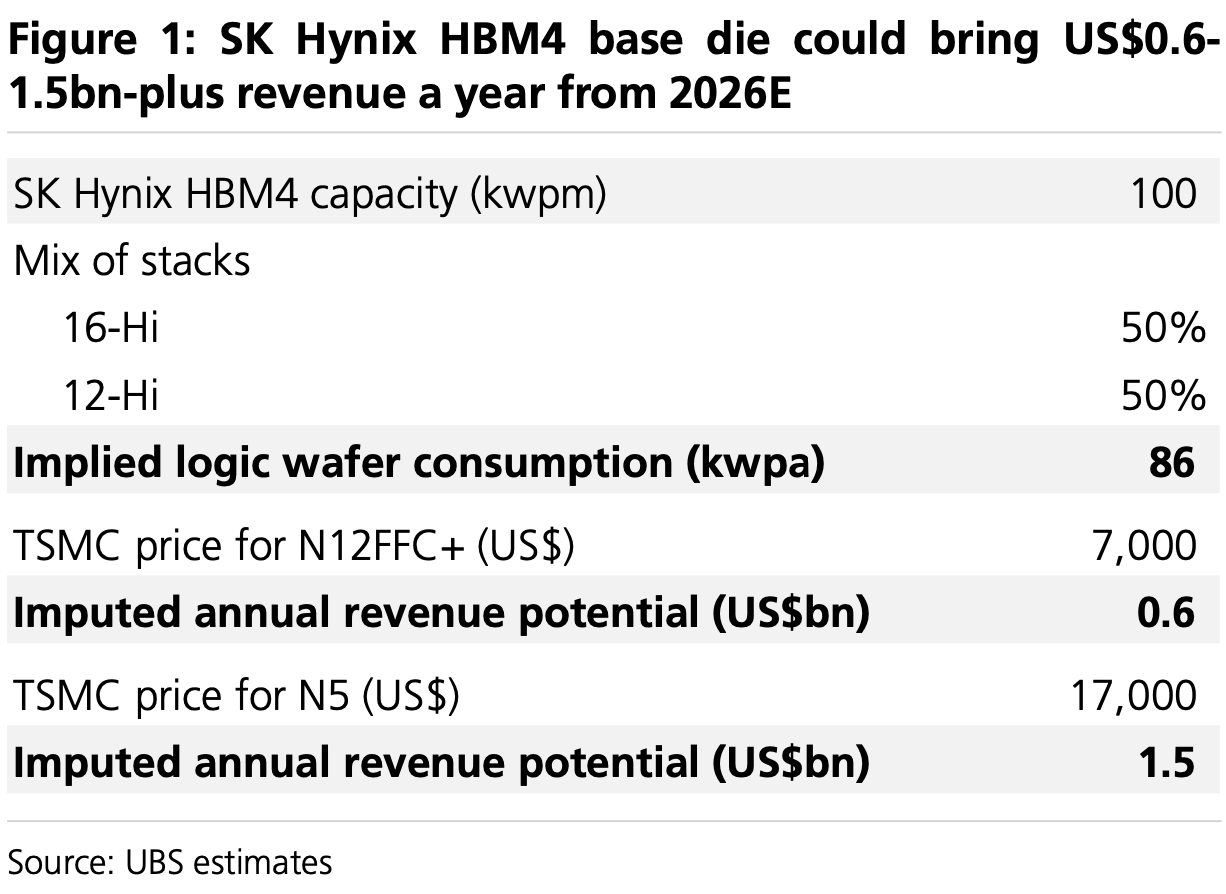 Figure 1: SK Hynix HBM4 base die could bring US$0.6-
1.5bn-plus revenue a year from 2026E
SK Hynix HBM4 capacity (kwpm) 100
Mix of stacks
16-Hi 50%
12-Hi 50%
Implied logic wafer consumption (kwpa) 86
TSMC price for N12FFC+ (US$) 7,000
Imputed annual revenue potential (US$bn) 0.6
TSMC price for N5 (US$) 17,000
Imputed annual revenue potential (US$bn) 1.5
Source: UBS estimates